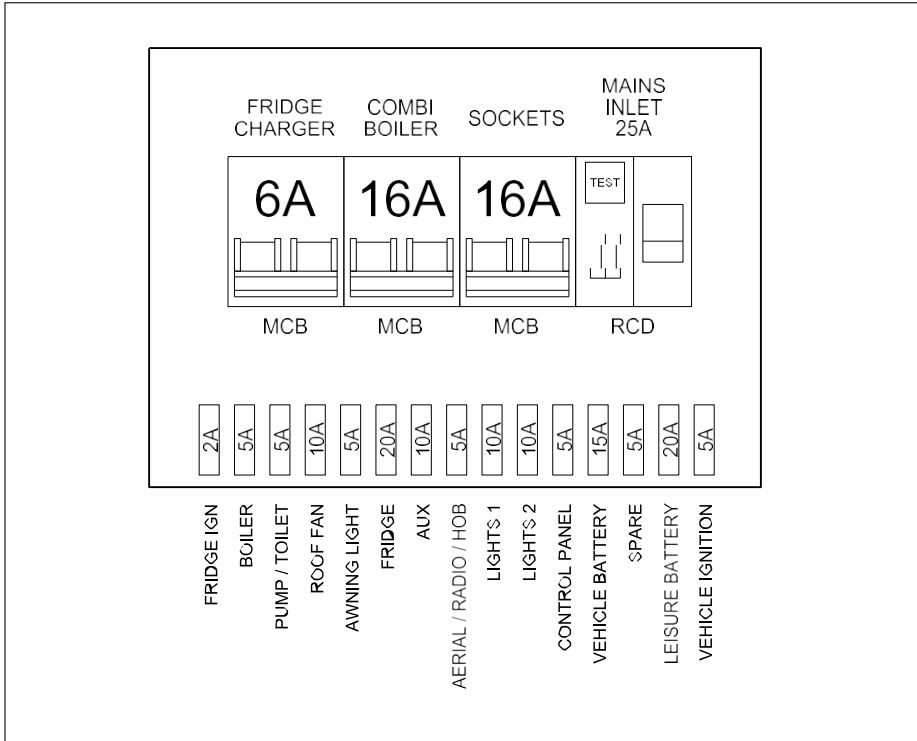 FRIDGE
CHARGER
COMBI
BOILER
SOCKETS
MAINS
INLET
25A
6A
16A
16A
TEST
MCB
MCB
MCB
RCD
2A
5A
5A
10A
5A
20A
10A
5A
10A
10A
5A
15A
5A
20A
5A
FRIDGE IGN
BOILER
PUMP / TOILET
ROOF FAN
AWNING LIGHT
FRIDGE
AUX
AERIAL / RADIO / HOB
LIGHTS 1
LIGHTS 2
CONTROL PANEL
VEHICLE BATTERY
SPARE
LEISURE BATTERY
VEHICLE IGNITION